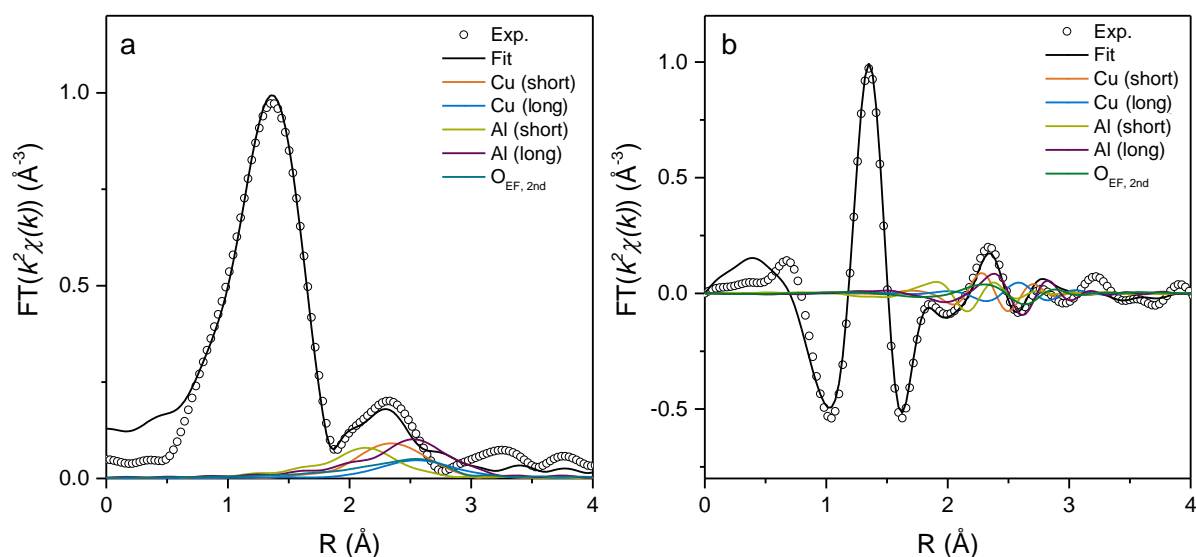 a
Exp.
Fit
Cu (short)
Cu (long)
Al (short)
Al (long)
O_EF, 2nd
1.0
0.5
0.0
0 1 2 3 4
R (Å)
FT(k²χ(k)) (Å⁻³)
b
Exp.
Fit
Cu (short)
Cu (long)
Al (short)
Al (long)
O_EF, 2nd
1.0
0.5
0.0
-0.5
0 1 2 3 4
R (Å)
FT(k²χ(k)) (Å⁻³)